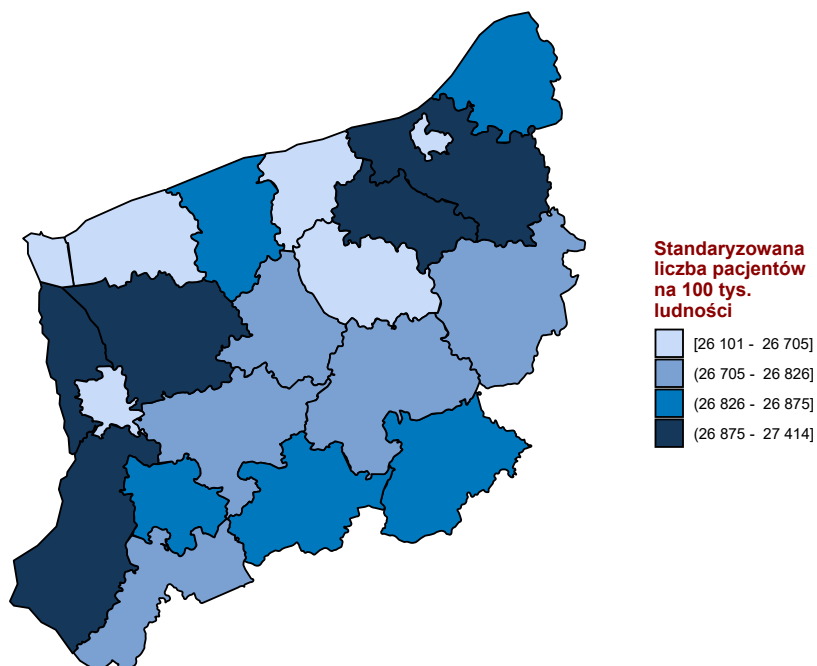 Standaryzowana
liczba pacjentów
na 100 tys.
ludności
[26 101 - 26 705]
(26 705 - 26 826]
(26 826 - 26 875]
(26 875 - 27 414]